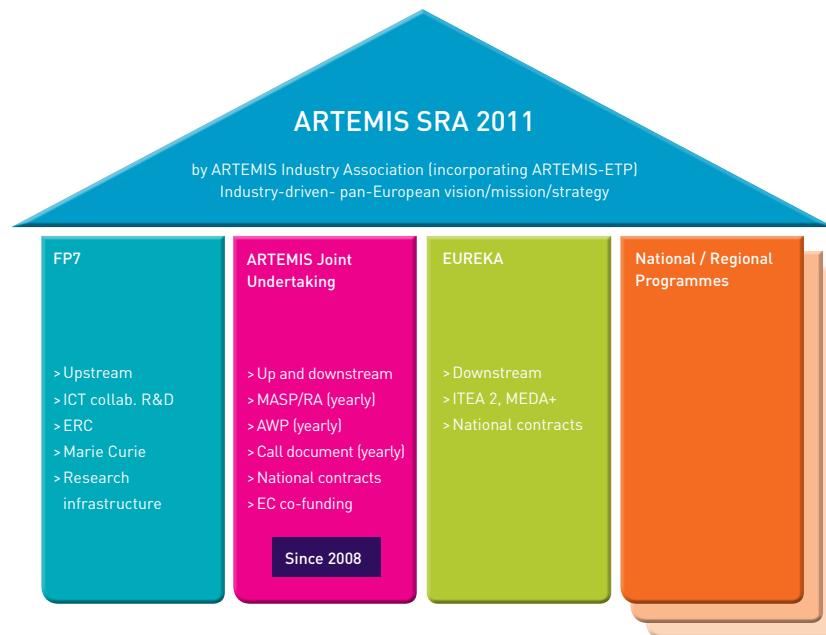 ARTEMIS SRA 2011
by ARTEMIS Industry Association (incorporating ARTEMIS-ETP)
Industry-driven- pan-European vision/mission/strategy
FP7
> Upstream
> ICT collab. R&D
> ERC
> Marie Curie
> Research
infrastructure
ARTEMIS Joint
Undertaking
> Up and downstream
> MASP/RA (yearly)
> AWP (yearly)
> Call document (yearly)
> National contracts
> EC co-funding
Since 2008
EUREKA
> Downstream
> ITEA 2, MEDA+
> National contracts
National / Regional
Programmes